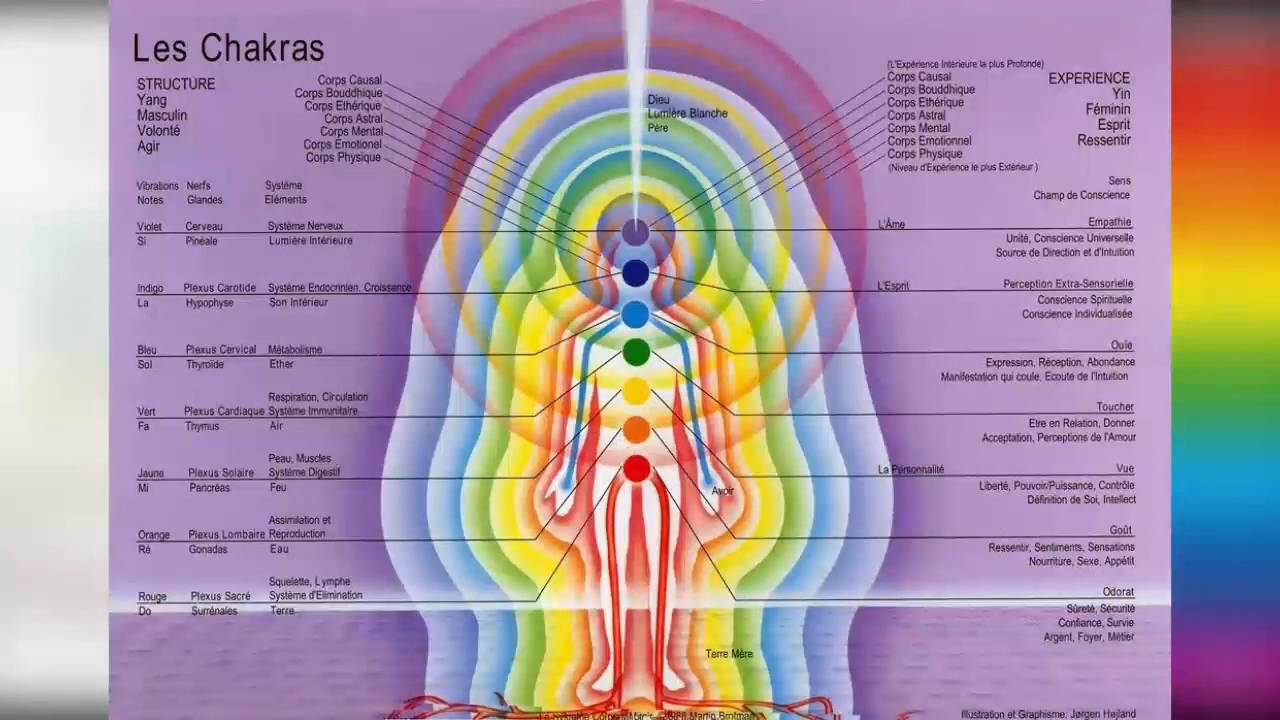 Les Chakras
STRUCTURE
Yang
Masculin
Volonté
Agir
Corps Causal
Corps Bouddhique
Corps Ethérique
Corps Astral
Corps Mental
Corps Emotionel
Corps Physique
Dieu
Lumière Blanche
Père
(L'Expérience Intérieure la plus Profonde)
Corps Causal
Corps Bouddhique
Corps Ethérique
Corps Astral
Corps Mental
Corps Emotionnel
Corps Physique
(Niveau d'Expérience le plus Extérieur )
EXPERIENCE
Yin
Féminin
Esprit
Ressentir
Vibrations Nerfs Système
Notes Glandes Eléments
Sens
Champ de Conscience
Violet Cerveau Système Nerveux
Si Pinéale Lumière Intérieure
L'Âme Empathie
Unité, Conscience Universelle
Source de Direction et d'Intuition
Indigo Plexus Carotide Système Endocrinien, Croissance
La Hypophyse Son Intérieur
L'Esprit Perception Extra-Sensorielle
Conscience Spirituelle
Conscience Individualisée
Bleu Plexus Cervical Métabolisme
Sol Thyroïde Ether
Ouïe
Expression, Réception, Abondance
Manifestation qui coule, Ecoute de l'Intuition
Respiration, Circulation
Vert Plexus Cardiaque Système Immunitaire
Fa Thymus Air
Toucher
Etre en Relation, Donner
Acceptation, Perceptions de l'Amour
Peau, Muscles
Jaune Plexus Solaire Système Digestif
Mi Pancréas Feu
La Personnalité Vue
Liberté, Pouvoir/Puissance, Contrôle
Définition de Soi, Intellect
Avoir
Assimilation et
Orange Plexus Lombaire Reproduction
Ré Gonades Eau
Goût
Ressentir, Sentiments, Sensations
Nourriture, Sexe, Appétit
Squelette, Lymphe
Rouge Plexus Sacré Système d'Elimination
Do Surrénales Terre
Odorat
Sûreté, Sécurité
Confiance, Survie
Argent, Foyer, Métier
Terre Mère
Martin Brofman
Illustration et Graphisme: Jørgen Højland